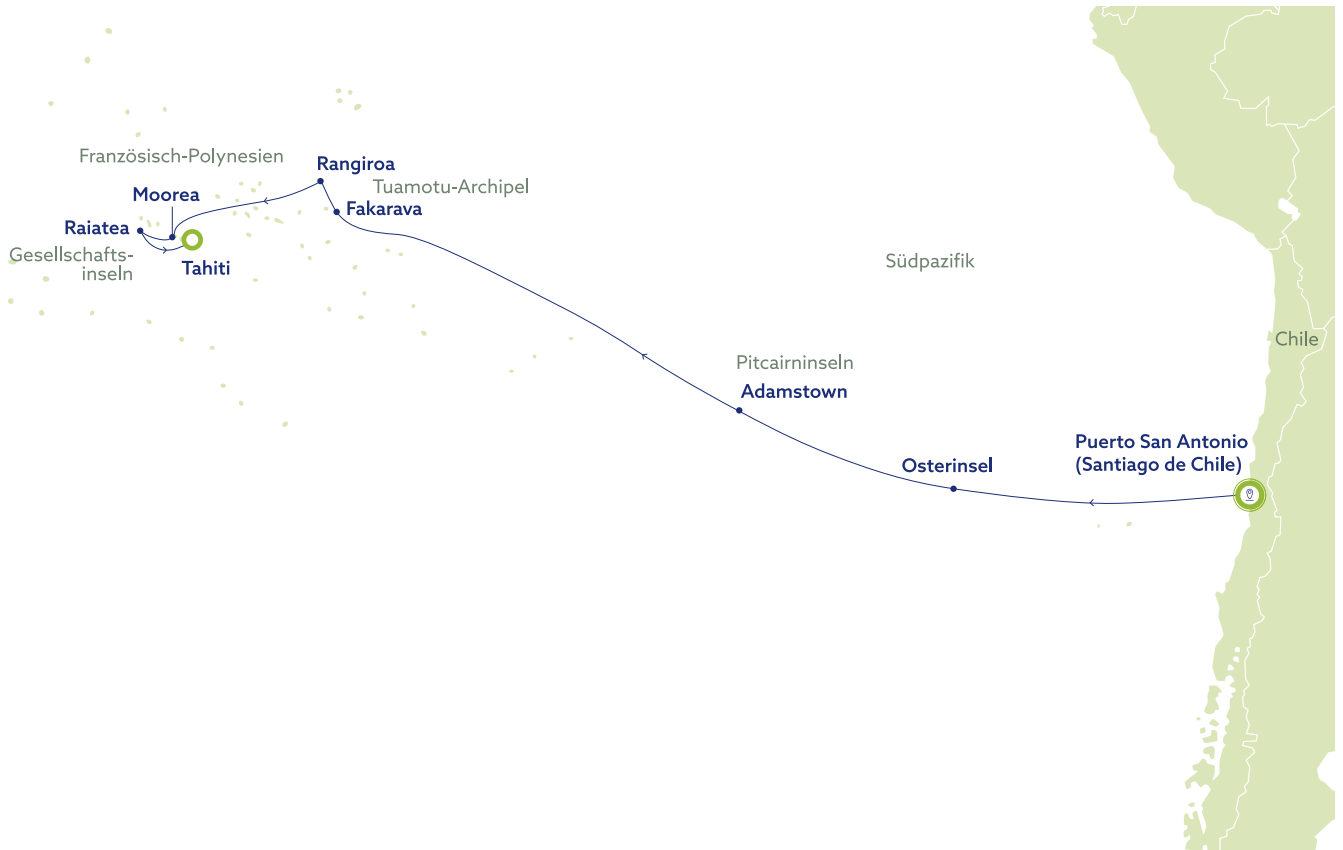 Französisch-Polynesien
Rangiroa
Tuamotu-Archipel
Moorea
Fakarava
Raiatea
Gesellschafts-
inseln
Tahiti
Südpazifik
Chile
Pitcairninseln
Adamstown
Osterinsel
Puerto San Antonio
(Santiago de Chile)